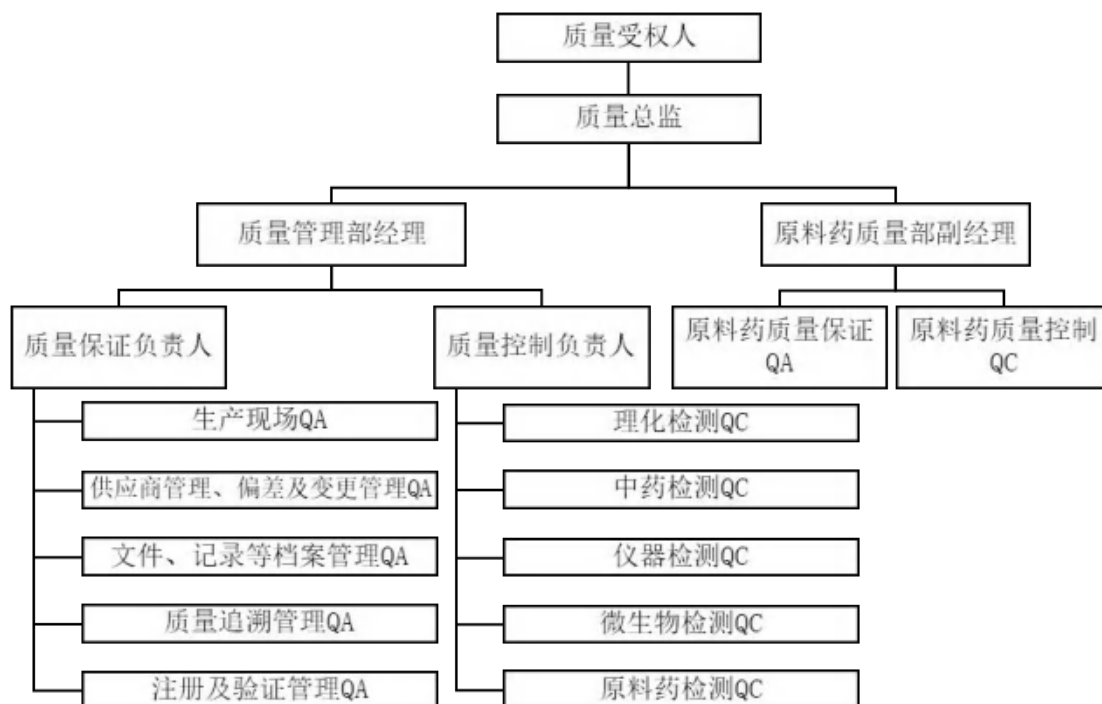 质量受权人
质量总监
质量管理部经理
原料药质量部副经理
质量保证负责人
质量控制负责人
原料药质量保证
QA
原料药质量控制
QC
生产现场QA
供应商管理、偏差及变更管理QA
文件、记录等档案管理QA
质量追溯管理QA
注册及验证管理QA
理化检测QC
中药检测QC
仪器检测QC
微生物检测QC
原料药检测QC